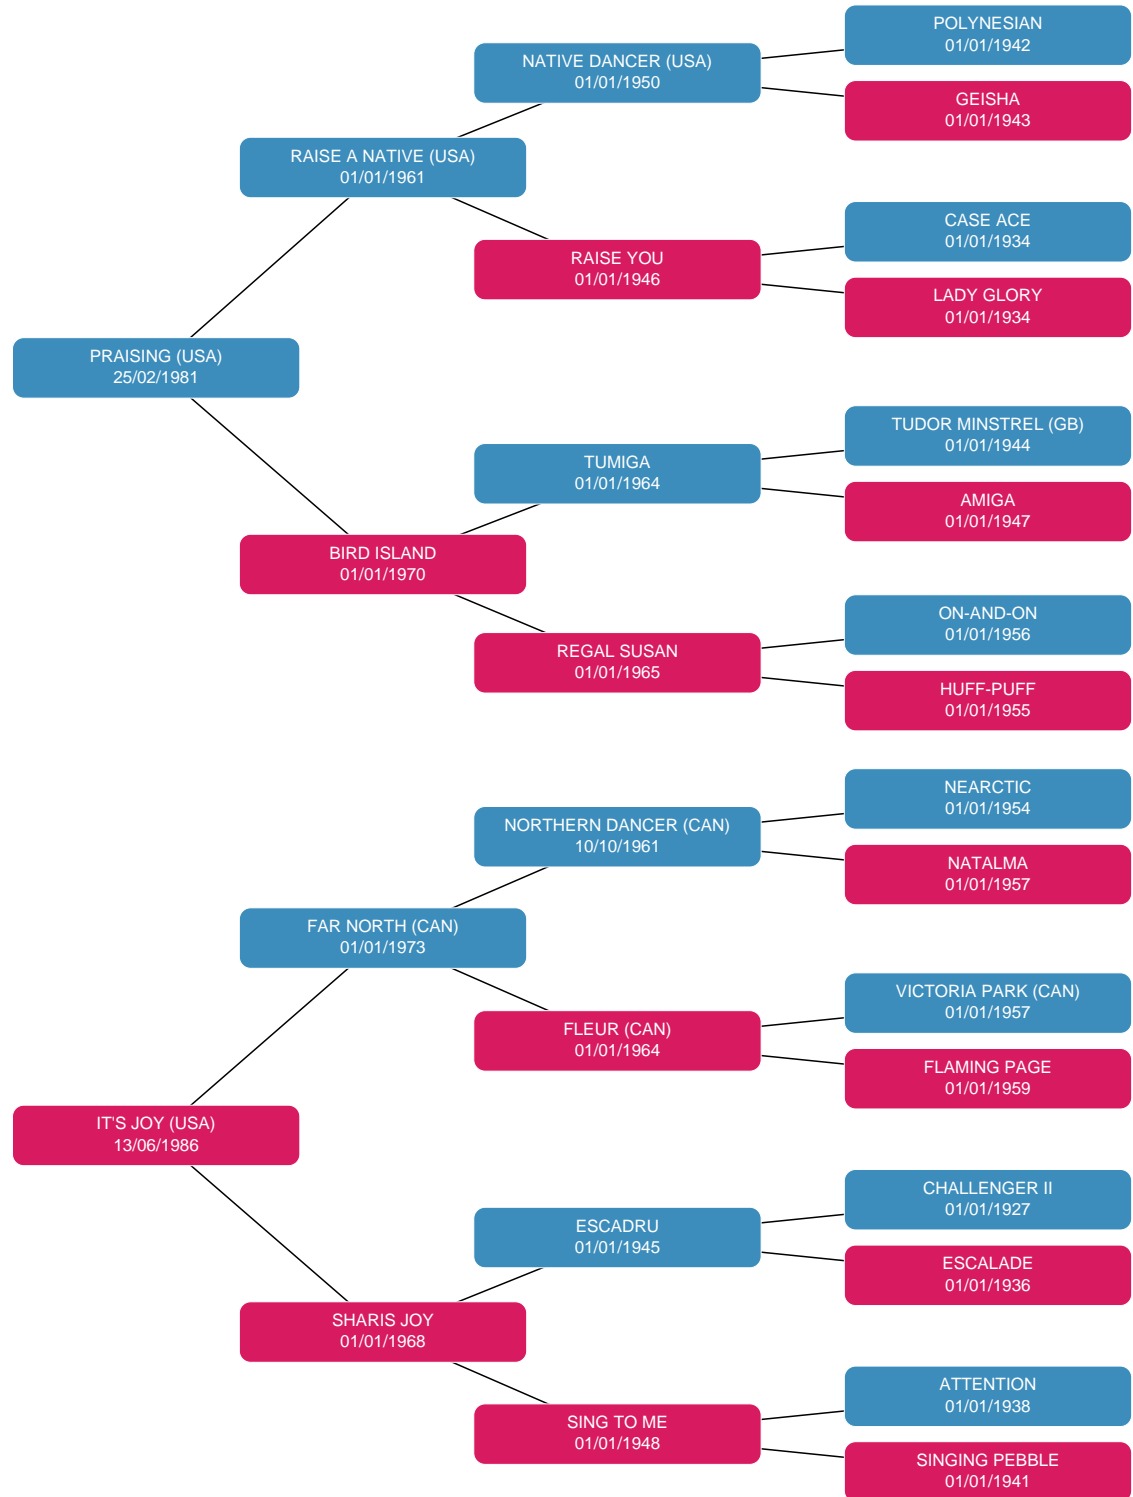 POLYNESIAN
01/01/1942
NATIVE DANCER (USA)
01/01/1950
GEISHA
01/01/1943
RAISE A NATIVE (USA)
01/01/1961
CASE ACE
01/01/1934
RAISE YOU
01/01/1946
LADY GLORY
01/01/1934
PRAISING (USA)
25/02/1981
TUDOR MINSTREL (GB)
01/01/1944
TUMIGA
01/01/1964
AMIGA
01/01/1947
BIRD ISLAND
01/01/1970
ON-AND-ON
01/01/1956
REGAL SUSAN
01/01/1965
HUFF-PUFF
01/01/1955
NEARCTIC
01/01/1954
NORTHERN DANCER (CAN)
10/10/1961
NATALMA
01/01/1957
FAR NORTH (CAN)
01/01/1973
VICTORIA PARK (CAN)
01/01/1957
FLEUR (CAN)
01/01/1964
FLAMING PAGE
01/01/1959
IT'S JOY (USA)
13/06/1986
CHALLENGER II
01/01/1927
ESCADRU
01/01/1945
ESCALADE
01/01/1936
SHARIS JOY
01/01/1968
ATTENTION
01/01/1938
SING TO ME
01/01/1948
SINGING PEBBLE
01/01/1941